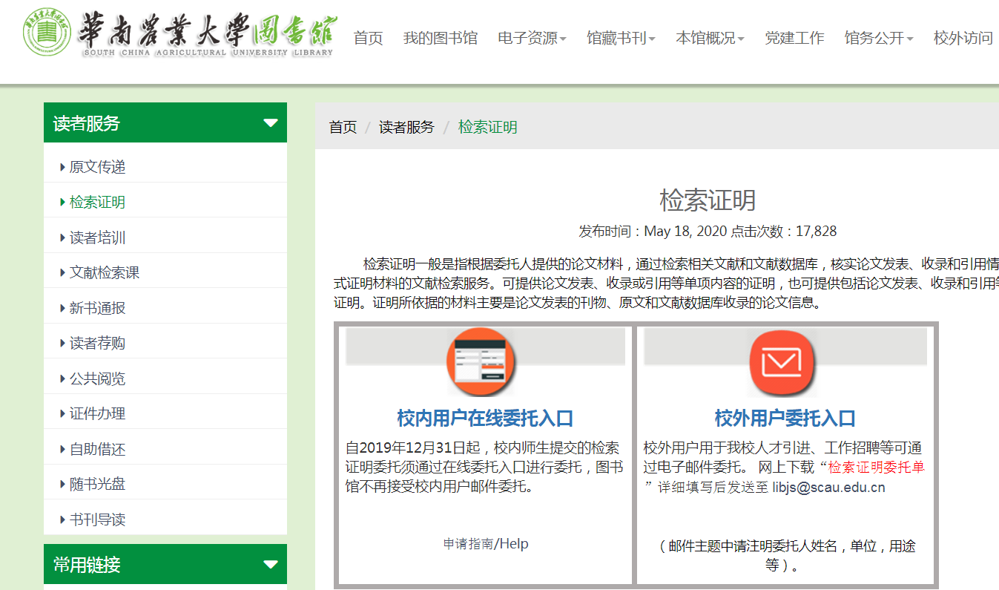 華南农业大学图书馆
SOUTH CHINA AGRICULTURAL UNIVERSITY LIBRARY
首页 我的图书馆 电子资源 馆藏书刊 本馆概况 党建工作 馆务公开 校外访问
读者服务
原文传递
检索证明
读者培训
文献检索课
新书通报
读者荐购
公共阅览
证件办理
自助借还
随书光盘
书刊导读
常用链接
首页 / 读者服务 / 检索证明
检索证明
发布时间：May 18, 2020 点击次数：17,828
检索证明一般是指根据委托人提供的论文材料，通过检索相关文献和文献数据库，核实论文发表、收录和引用情
式证明材料的文献检索服务。可提供论文发表、收录或引用等单项内容的证明，也可提供包括论文发表、收录和引用等
证明。证明所依据的材料主要是论文发表的刊物、原文和文献数据库收录的论文信息。
校内用户在线委托入口
自2019年12月31日起，校内师生提交的检索
证明委托须通过在线委托入口进行委托，图书
馆不再接受校内用户邮件委托。
申请指南/Help
校外用户委托入口
校外用户用于我校人才引进、工作招聘等可通
过电子邮件委托。 网上下载“检索证明委托单
”详细填写后发送至 libjs@scau.edu.cn
（邮件主题中请注明委托人姓名，单位，用途
等）。